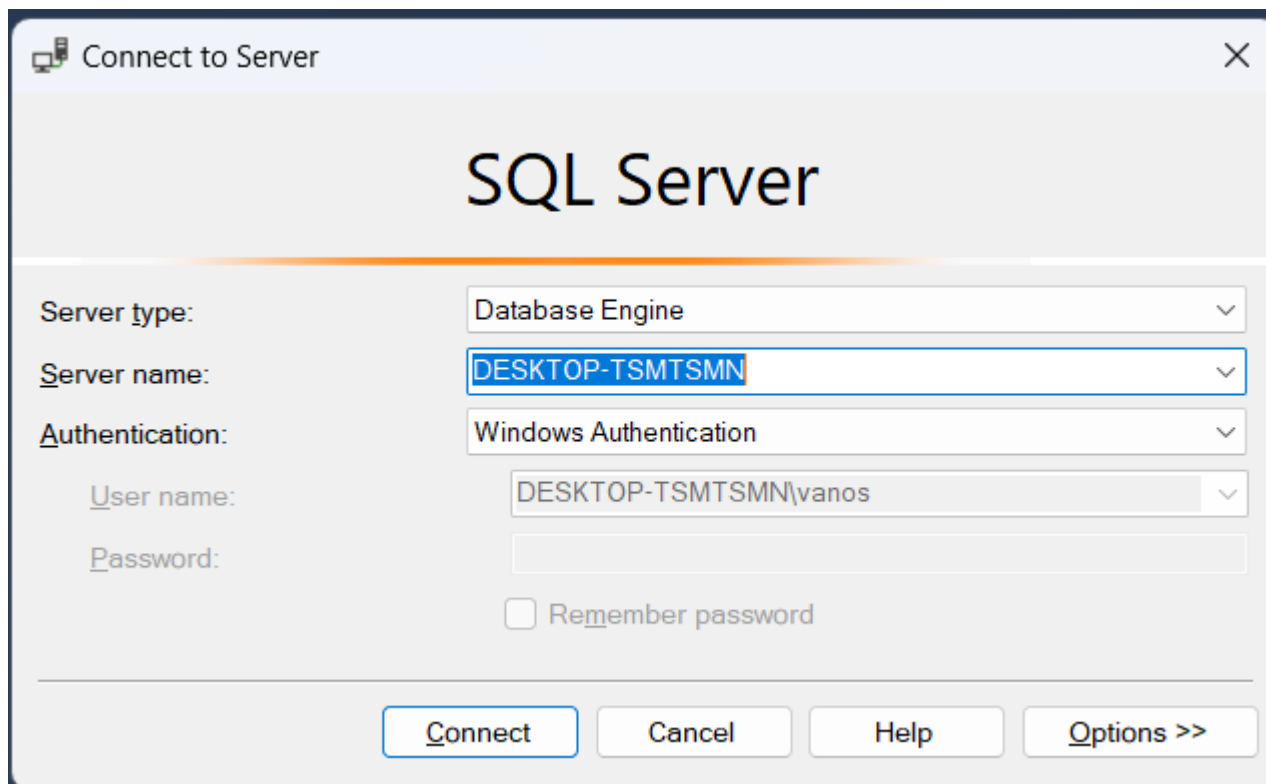 Connect to Server
SQL Server
Server type: Database Engine
Server name: DESKTOP-TSMTSMN
Authentication: Windows Authentication
User name: DESKTOP-TSMTSMN\vanos
Password:
Remember password
Connect Cancel Help Options >>